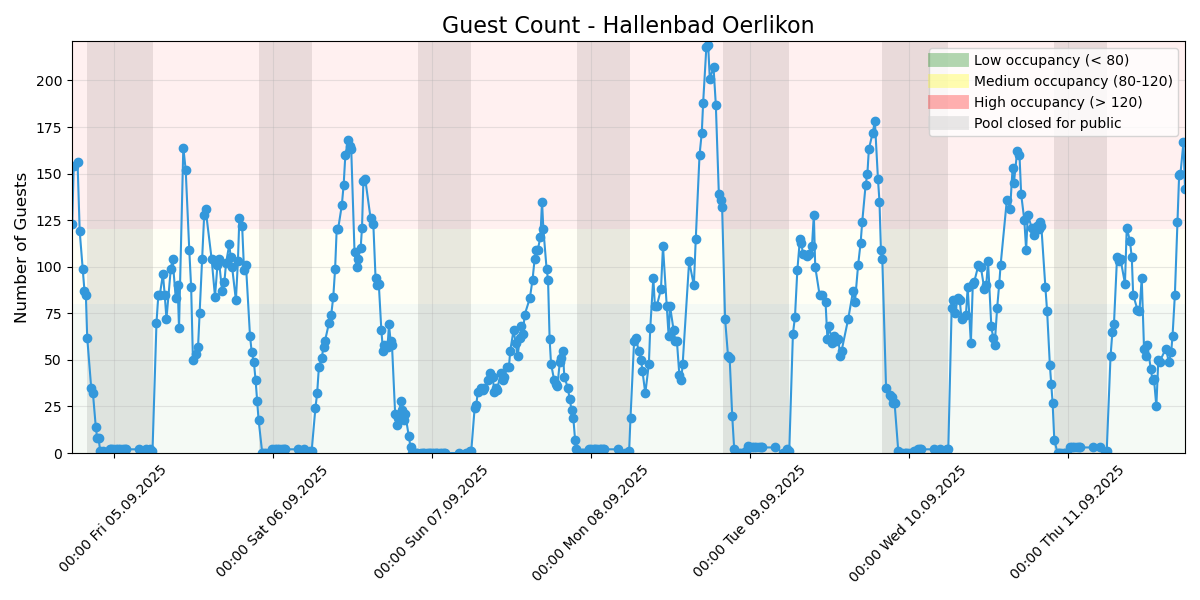 Guest Count - Hallenbad Oerlikon
Number of Guests
200
175
150
125
100
75
50
25
0
Low occupancy (< 80)
Medium occupancy (80-120)
High occupancy (> 120)
Pool closed for public
00:00 Fri 05.09.2025
00:00 Sat 06.09.2025
00:00 Sun 07.09.2025
00:00 Mon 08.09.2025
00:00 Tue 09.09.2025
00:00 Wed 10.09.2025
00:00 Thu 11.09.2025